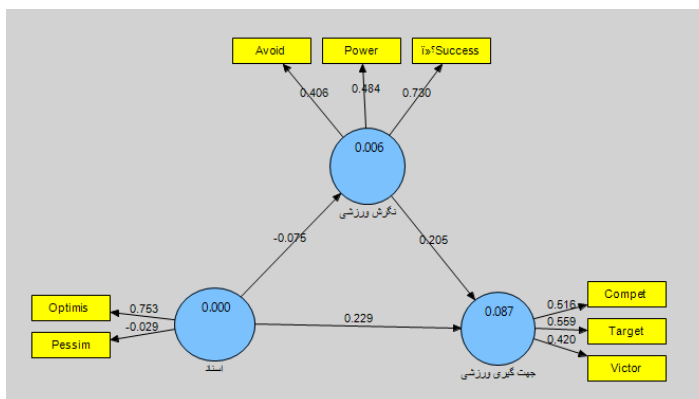 Avoid
Power
ï»؟Success
0.406
0.484
0.730
0.006
نگرش ورزشی
-0.075
0.205
Optimis
0.753
-0.029
Pessim
0.000
اسناد
0.229
0.087
جهت گیری ورزشی
0.516
Compet
0.559
Target
0.420
Victor